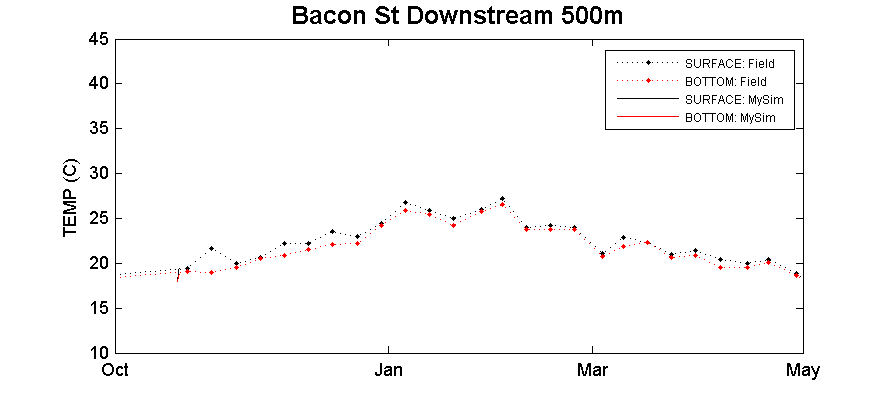 Bacon St Downstream 500m
45
40
35
30
25
20
15
10
TEMP (C)
SURFACE: Field
BOTTOM: Field
SURFACE: MySim
BOTTOM: MySim
Oct Jan Mar May